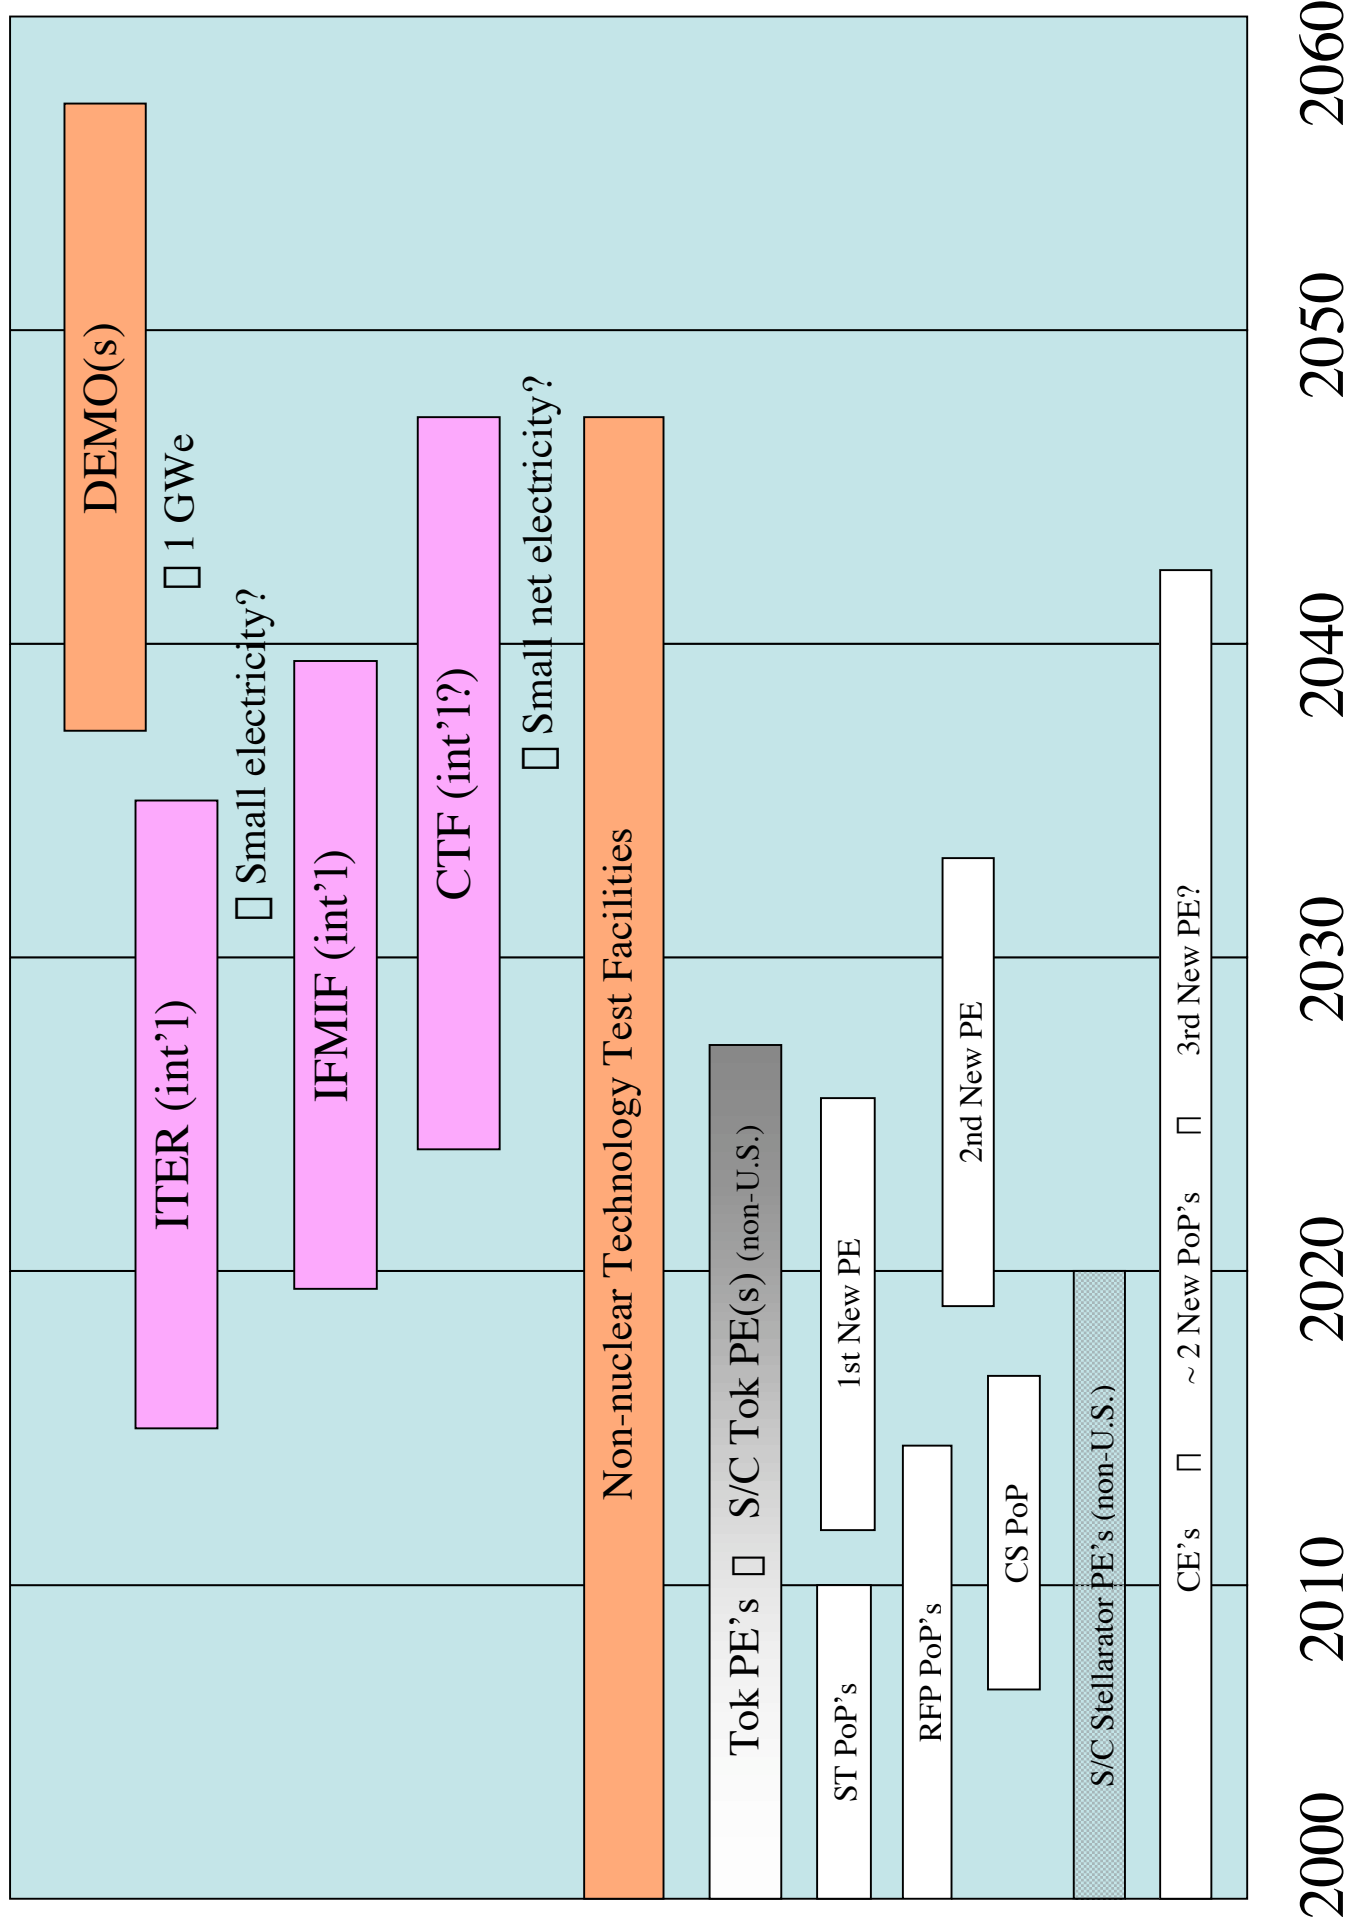 DEMO(s)
▯ 1 GWe
ITER (int'l)
▯ Small electricity?
IFMIF (int'l)
CTF (int'l?)
▯ Small net electricity?
Non-nuclear Technology Test Facilities
Tok PE's ▯ S/C Tok PE(s) (non-U.S.)
ST PoP's
1st New PE
RFP PoP's
2nd New PE
CS PoP
S/C Stellarator PE's (non-U.S.)
CE's ▯ ~ 2 New PoP's ▯ 3rd New PE?
2000 2010 2020 2030 2040 2050 2060